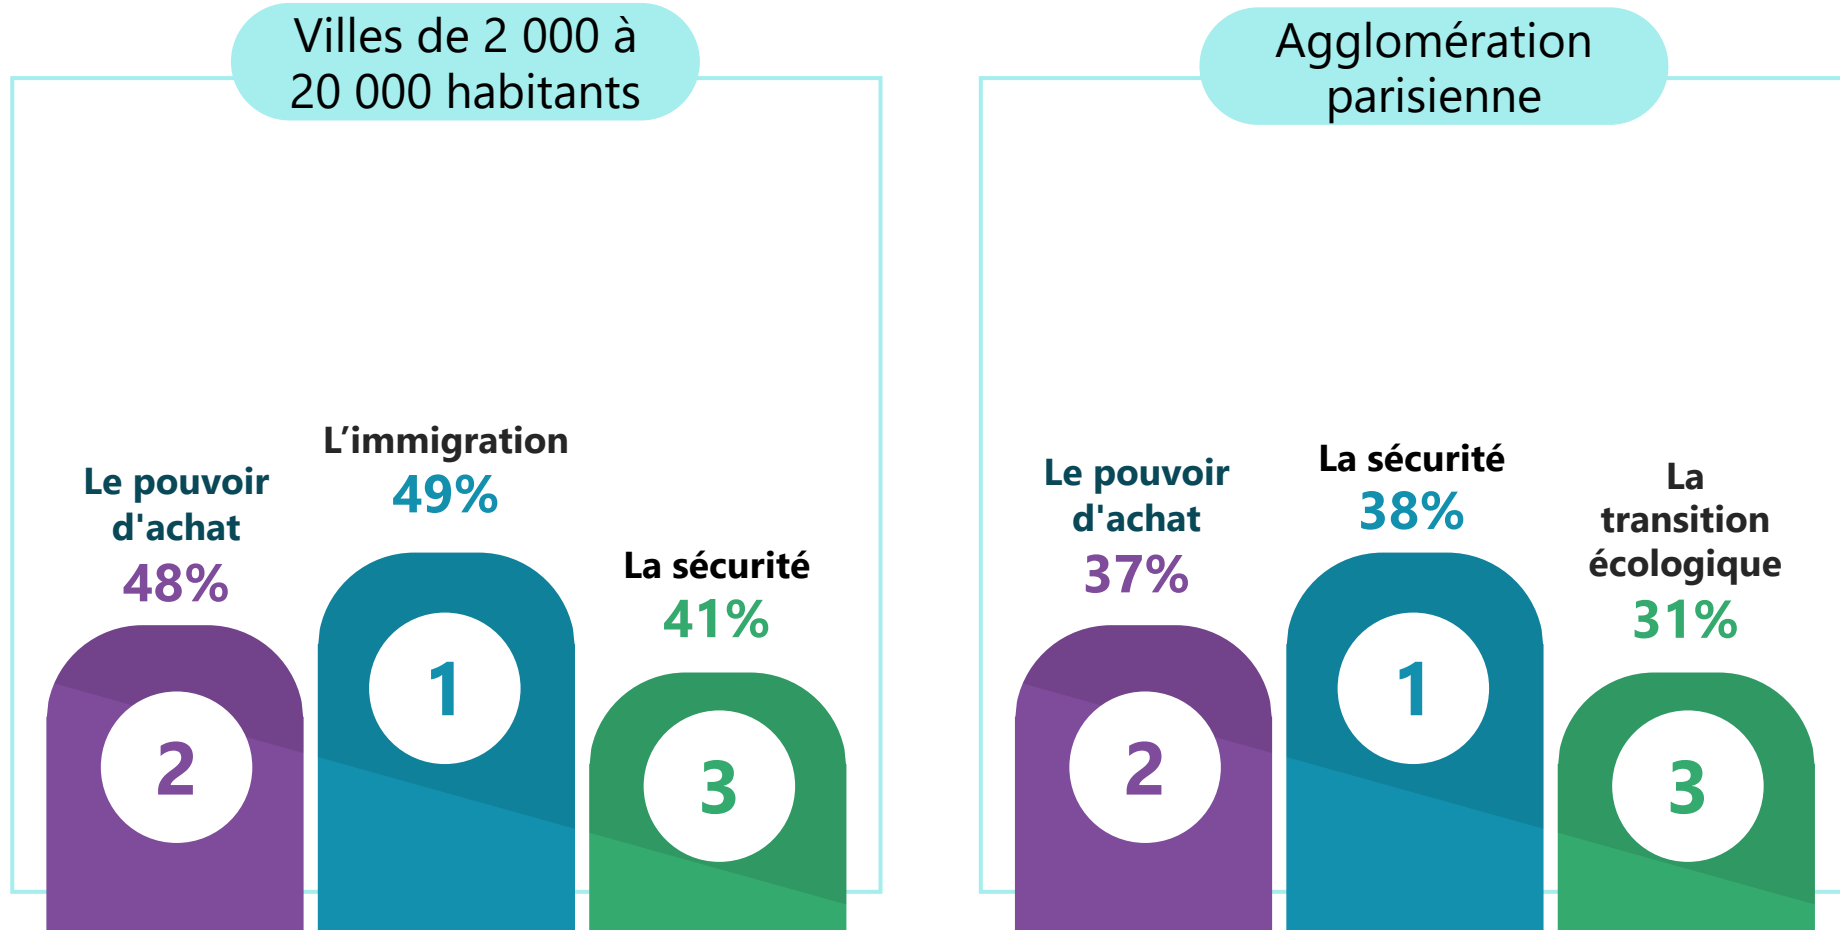 Villes de 2 000 à
20 000 habitants
Le pouvoir
d'achat
48%
L’immigration
49%
La sécurité
41%
2
1
3
Agglomération
parisienne
Le pouvoir
d'achat
37%
La sécurité
38%
La
transition
écologique
31%
2
1
3